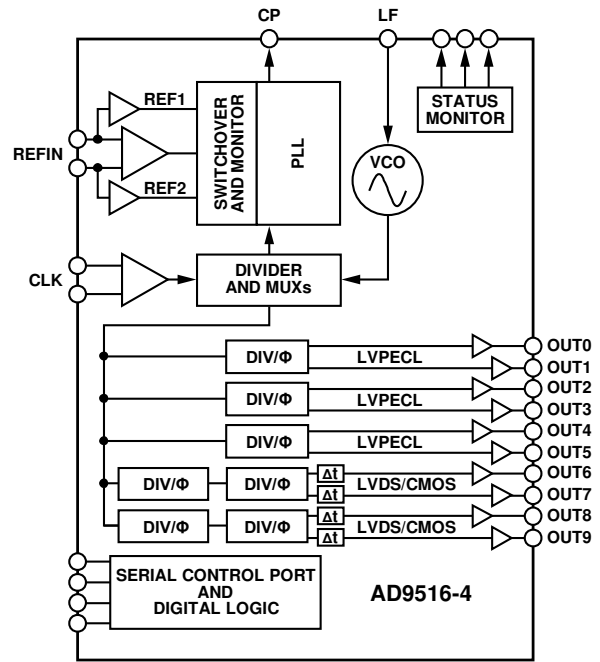 CP
LF
REF1
REFIN
REF2
SWITCHOVER
AND MONITOR
PLL
VCO
STATUS
MONITOR
CLK
DIVIDER
AND MUXs
DIV/Φ
LVPECL
OUT0
OUT1
DIV/Φ
LVPECL
OUT2
OUT3
DIV/Φ
LVPECL
OUT4
OUT5
DIV/Φ
DIV/Φ
Δt
Δt
LVDS/CMOS
OUT6
OUT7
DIV/Φ
DIV/Φ
Δt
Δt
LVDS/CMOS
OUT8
OUT9
SERIAL CONTROL PORT
AND
DIGITAL LOGIC
AD9516-4